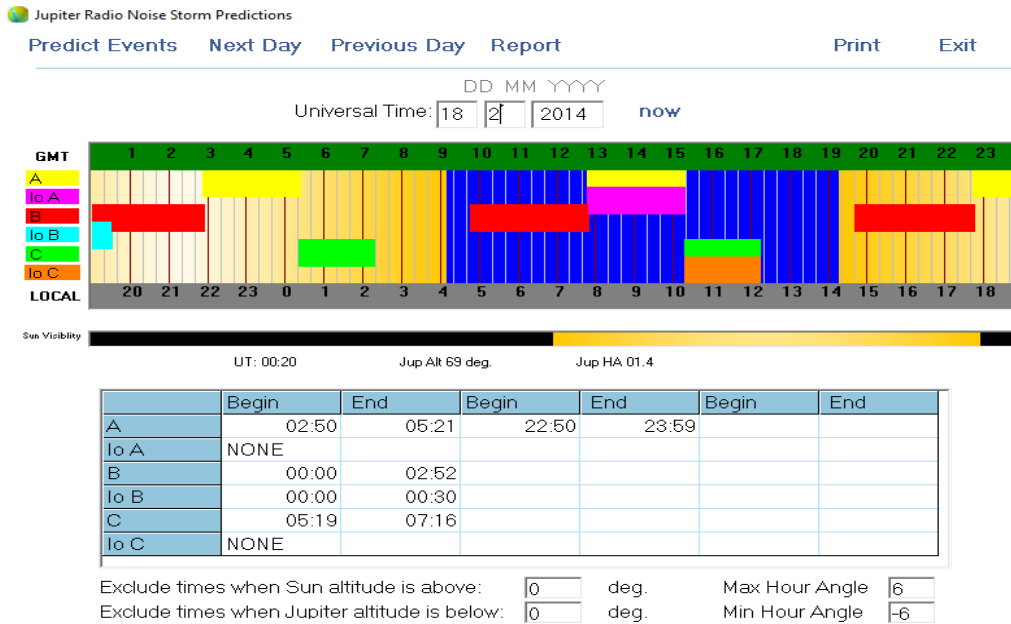 Jupiter Radio Noise Storm Predictions
Predict Events Next Day Previous Day Report Print Exit
DD MM YYYY
Universal Time: 18 2 2014 now
GMT 1 2 3 4 5 6 7 8 9 10 11 12 13 14 15 16 17 18 19 20 21 22 23
A
Io A
B
Io B
C
Io C
LOCAL 20 21 22 23 0 1 2 3 4 5 6 7 8 9 10 11 12 13 14 15 16 17 18
Sun Visiblity
UT: 00:20 Jup Alt 69 deg. Jup HA 01.4
Begin End Begin End Begin End
A 02:50 05:21 22:50 23:59
Io A NONE
B 00:00 02:52
Io B 00:00 00:30
C 05:19 07:16
Io C NONE
Exclude times when Sun altitude is above: 0 deg. Max Hour Angle 6
Exclude times when Jupiter altitude is below: 0 deg. Min Hour Angle -6